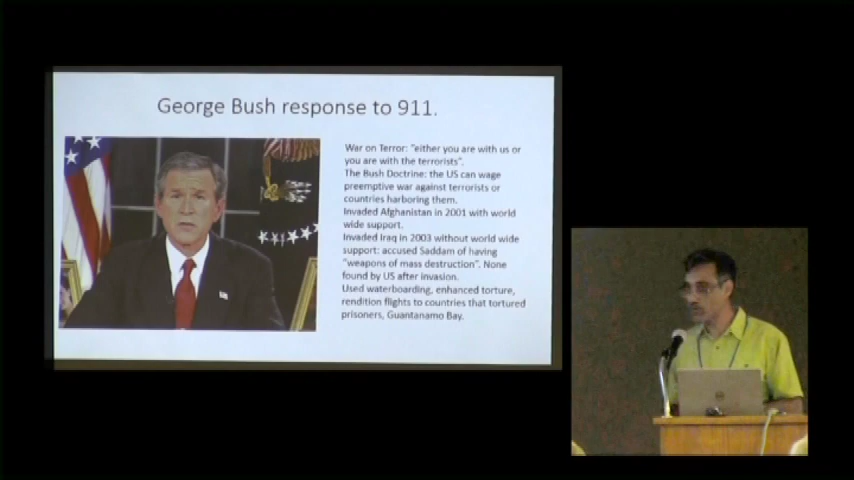 George Bush response to 911.
War on Terror: "either you are with us or
you are with the terrorists".
The Bush Doctrine: the US can wage
preemptive war against terrorists or
countries harboring them.
Invaded Afghanistan in 2001 with world
wide support.
Invaded Iraq in 2003 without world wide
support: accused Saddam of having
"weapons of mass destruction". None
found by US after invasion.
Used waterboarding, enhanced torture,
rendition flights to countries that tortured
prisoners, Guantanamo Bay.